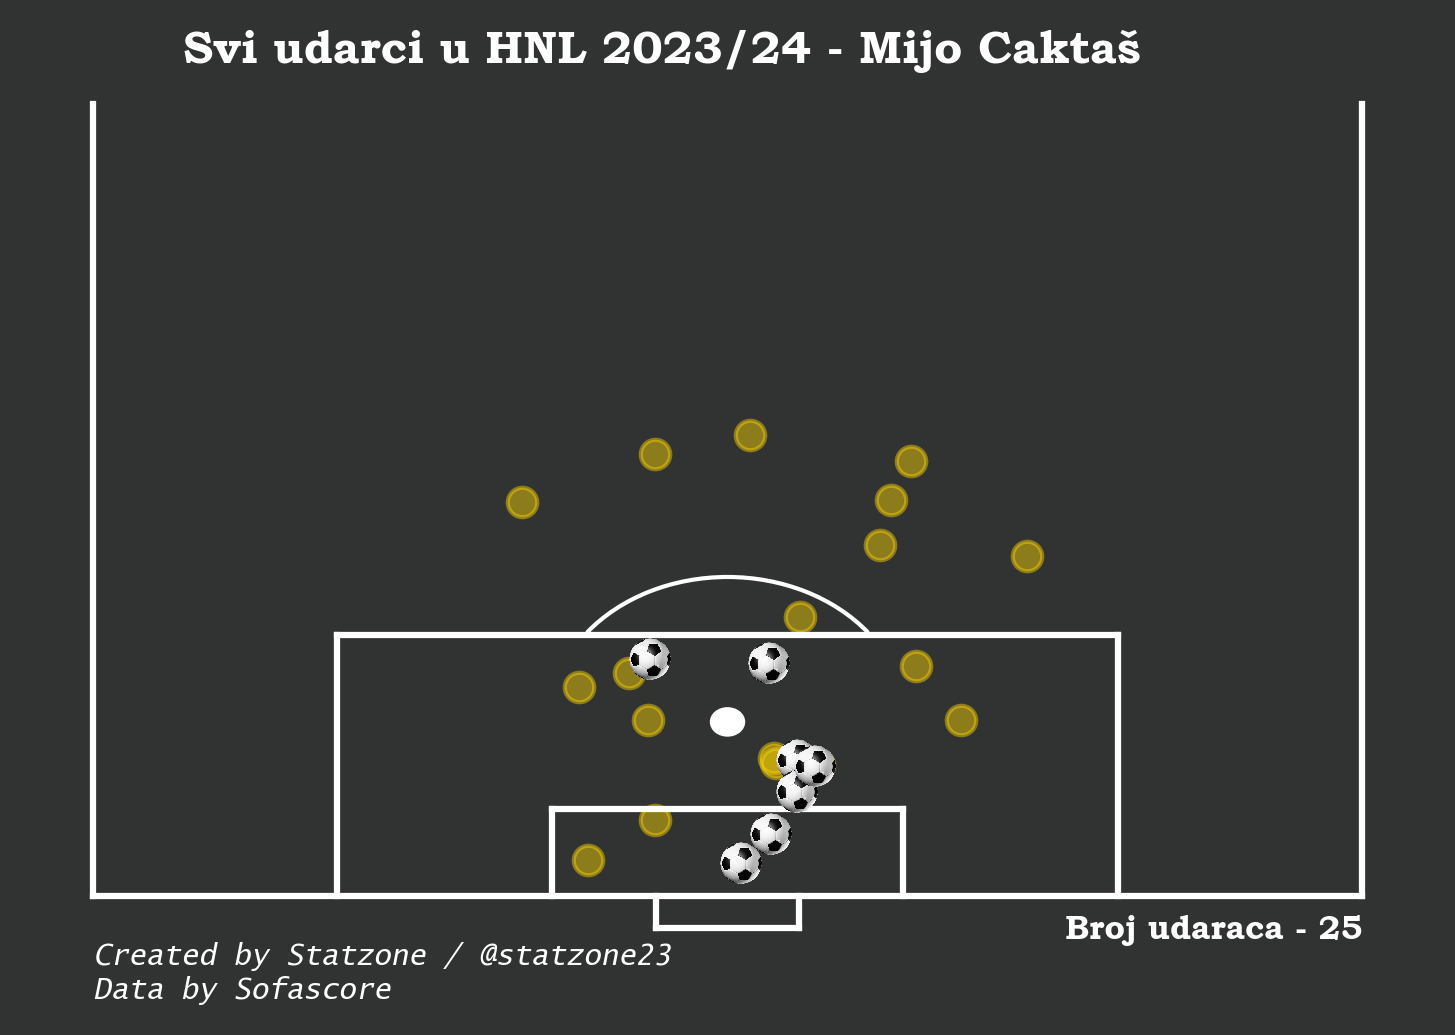 Svi udarci u HNL 2023/24 - Mijo Caktaš
Broj udaraca - 25
Created by Statzone / @statzone23
Data by Sofascore